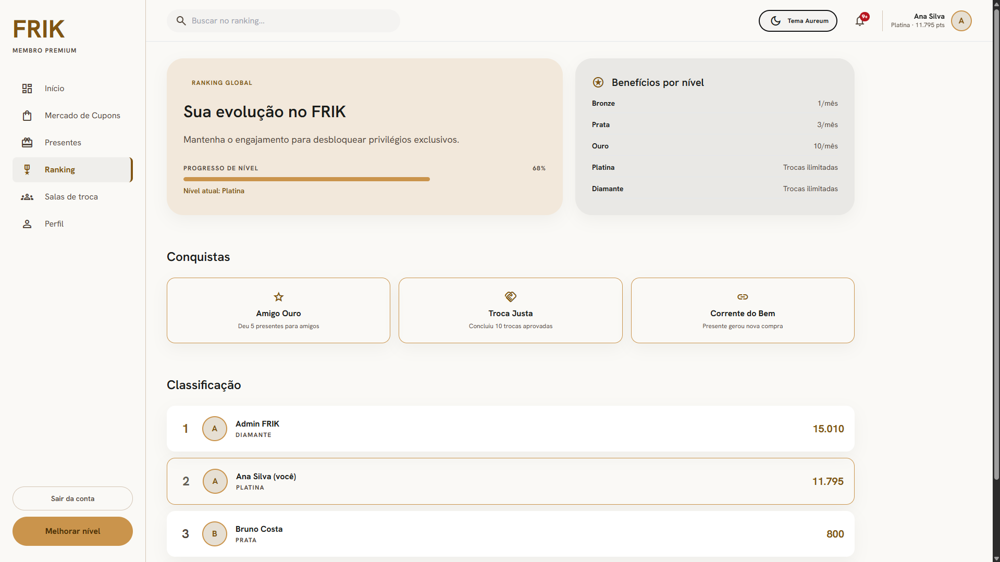 FRIK
MEMBRO PREMIUM
Início
Mercado de Cupons
Presentes
Ranking
Salas de troca
Perfil
Sair da conta
Melhorar nível
Buscar no ranking...
Tema Aureum
9+
Ana Silva
Platina · 11.795 pts
A
RANKING GLOBAL
Sua evolução no FRIK
Mantenha o engajamento para desbloquear privilégios exclusivos.
PROGRESSO DE NÍVEL 68%
Nível atual: Platina
Benefícios por nível
Bronze 1/mês
Prata 3/mês
Ouro 10/mês
Platina Trocas ilimitadas
Diamante Trocas ilimitadas
Conquistas
Amigo Ouro
Deu 5 presentes para amigos
Troca Justa
Concluiu 10 trocas aprovadas
Corrente do Bem
Presente gerou nova compra
Classificação
1 A Admin FRIK 15.010
DIAMANTE
2 A Ana Silva (você) 11.795
PLATINA
3 B Bruno Costa 800
PRATA